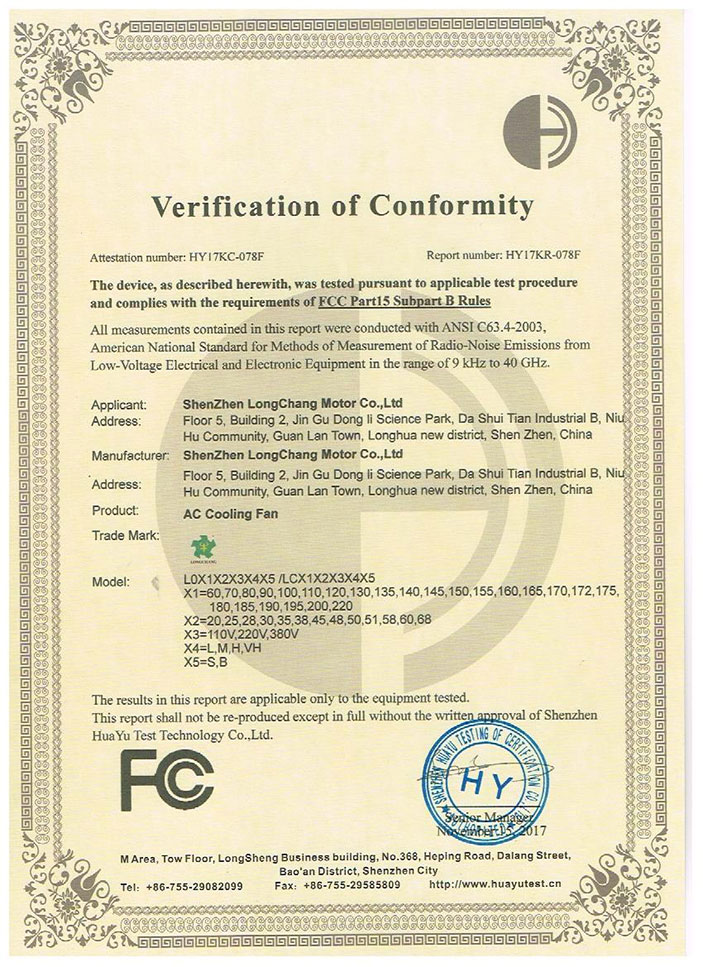 Verification of Conformity
Attestation number: HY17KC-078F Report number: HY17KR-078F
The device, as described herewith, was tested pursuant to applicable test procedure
and complies with the requirements of FCC Part15 Subpart B Rules
All measurements contained in this report were conducted with ANSI C63.4-2003,
American National Standard for Methods of Measurement of Radio-Noise Emissions from
Low-Voltage Electrical and Electronic Equipment in the range of 9 kHz to 40 GHz.
Applicant: ShenZhen LongChang Motor Co.,Ltd
Address: Floor 5, Building 2, Jin Gu Dong li Science Park, Da Shui Tian Industrial B, Niu
Hu Community, Guan Lan Town, Longhua new district, Shen Zhen, China
Manufacturer: ShenZhen LongChang Motor Co.,Ltd
Address: Floor 5, Building 2, Jin Gu Dong li Science Park, Da Shui Tian Industrial B, Niu
Hu Community, Guan Lan Town, Longhua new district, Shen Zhen, China
Product: AC Cooling Fan
Trade Mark:
LONGCHANG
Model: L0X1X2X3X4X5 /LCX1X2X3X4X5
X1=60,70,80,90,100,110,120,130,135,140,145,150,155,160,165,170,172,175,
180,185,190,195,200,220
X2=20,25,28,30,35,38,45,48,50,51,58,60,68
X3=110V,220V,380V
X4=L,M,H,VH
X5=S,B
The results in this report are applicable only to the equipment tested.
This report shall not be re-produced except in full without the written approval of Shenzhen
HuaYu Test Technology Co.,Ltd.
FCC
SHENZHEN HUAYU TESTING OF CERTIFICATION CO.,LTD
HY
AUTHORIZED
Senior Manager
November 15, 2017
M Area, Tow Floor, LongSheng Business building, No.368, Heping Road, Dalang Street,
Bao'an District, Shenzhen City
Tel: +86-755-29082099 Fax: +86-755-29585809 http://www.huayutest.cn